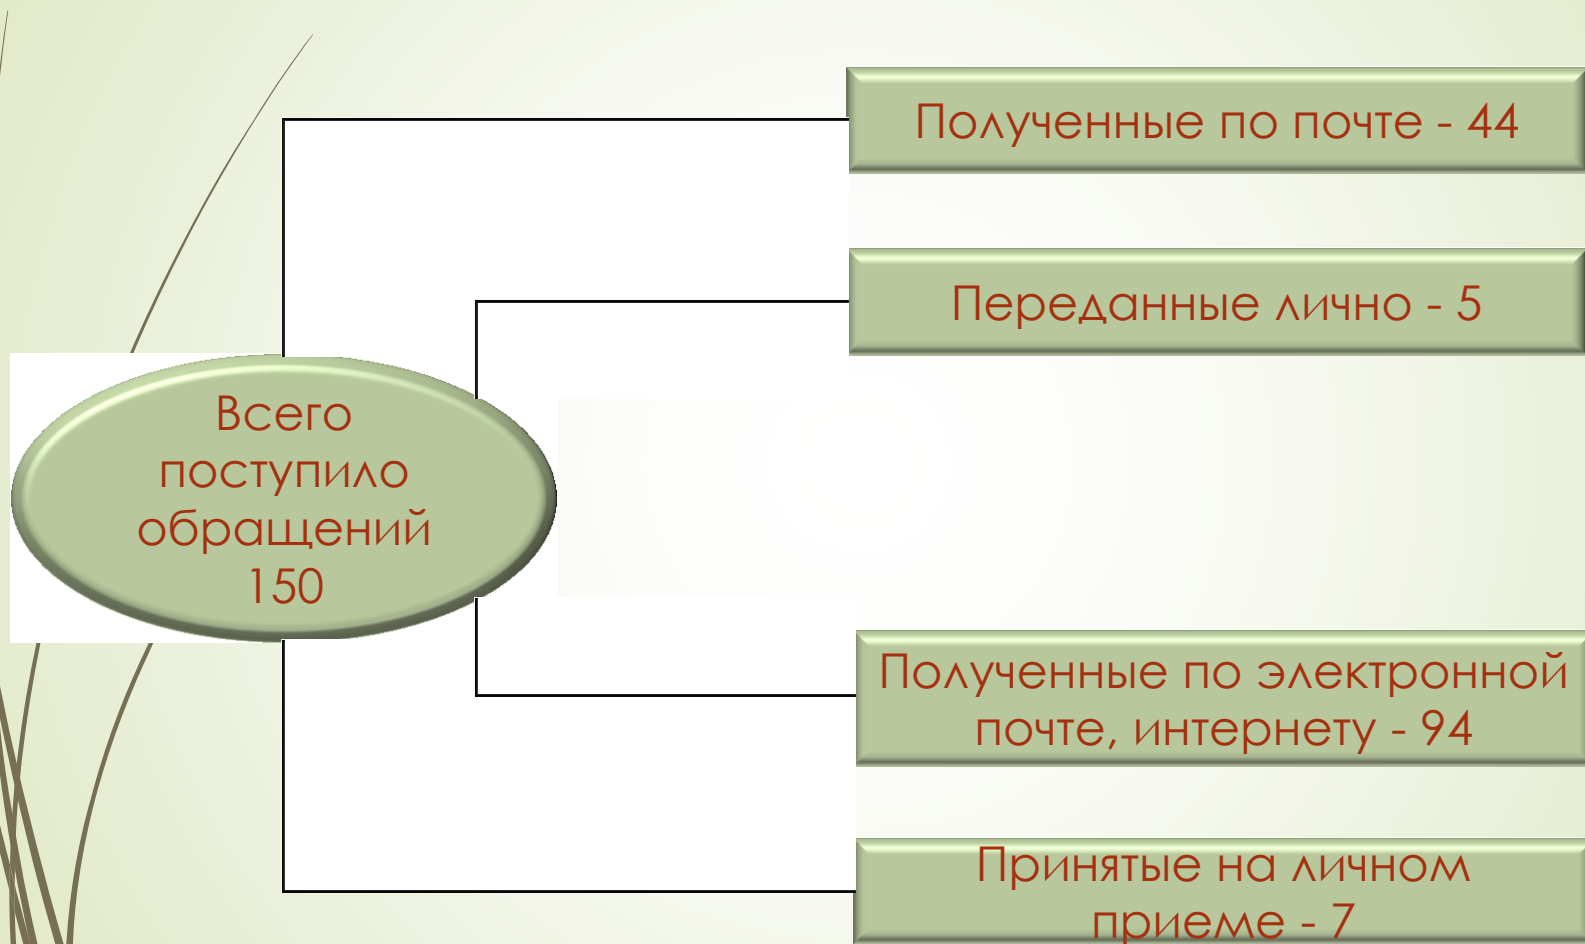 Полученные по почте - 44
Переданные лично - 5
Всего
поступило
обращений
150
Полученные по электронной
почте, интернету - 94
Принятые на личном
приеме - 7